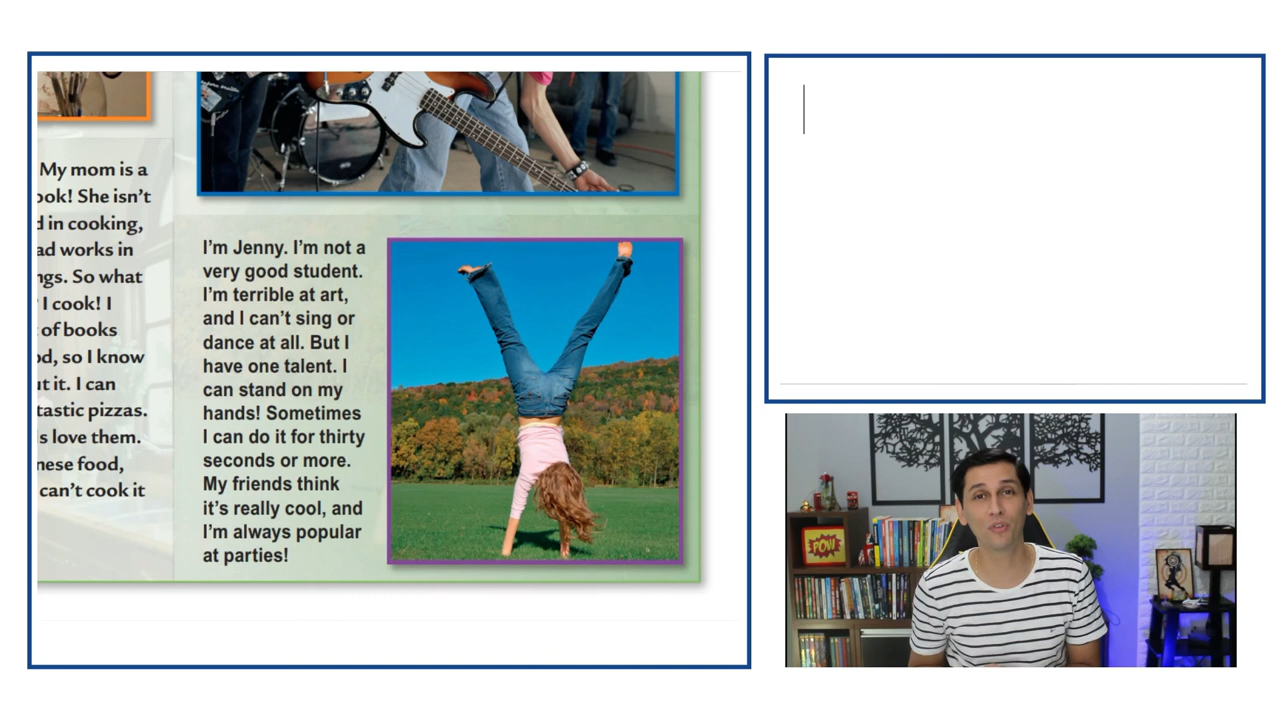 My mom is a
ook! She isn't
d in cooking,
ad works in
ngs. So what
I cook! I
of books
od, so I know
ut it. I can
tastic pizzas.
s love them.
nese food,
can't cook it
I'm Jenny. I'm not a
very good student.
I'm terrible at art,
and I can't sing or
dance at all. But I
have one talent. I
can stand on my
hands! Sometimes
I can do it for thirty
seconds or more.
My friends think
it's really cool, and
I'm always popular
at parties!
POW!